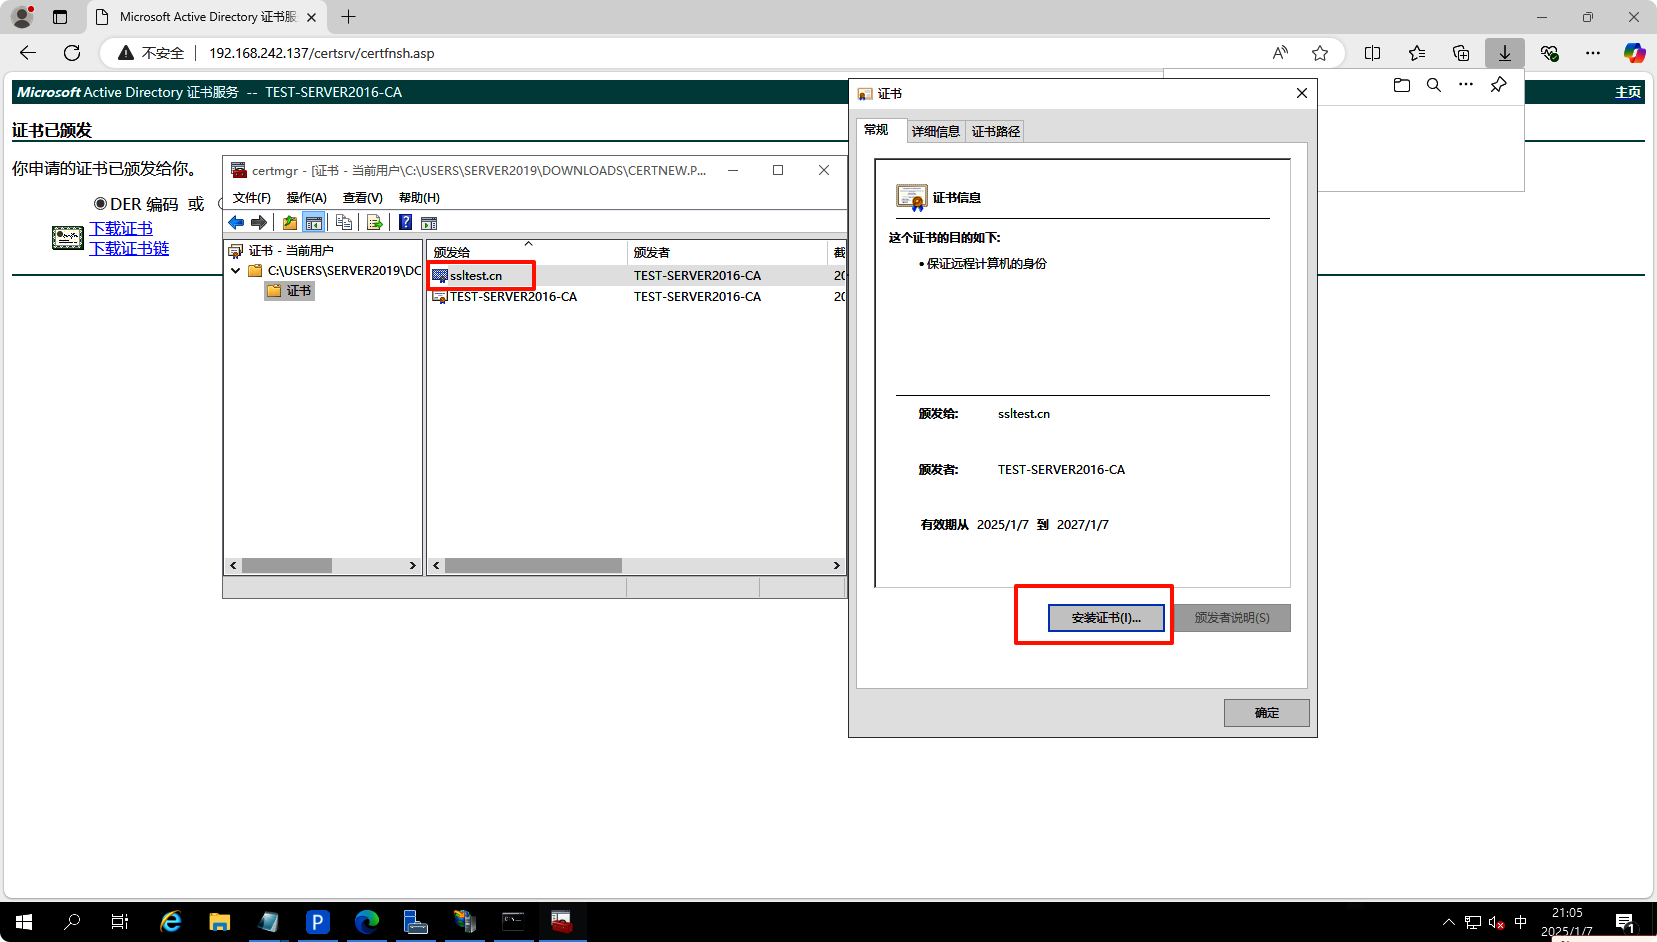 Microsoft Active Directory 证书服
不安全
192.168.242.137/certsrv/certfnsh.asp
Microsoft Active Directory 证书服务 -- TEST-SERVER2016-CA
主页
证书已颁发
你申请的证书已颁发给你。
DER 编码 或
下载证书
下载证书链
certmgr - [证书 - 当前用户\C:\USERS\SERVER2019\DOWNLOADS\CERTNEW.P...
文件(F) 操作(A) 查看(V) 帮助(H)
证书 - 当前用户
C:\USERS\SERVER2019\DC
证书
颁发给 颁发者 截
ssltest.cn TEST-SERVER2016-CA 20
TEST-SERVER2016-CA TEST-SERVER2016-CA 20
证书
常规 详细信息 证书路径
证书信息
这个证书的目的如下:
• 保证远程计算机的身份
颁发给: ssltest.cn
颁发者: TEST-SERVER2016-CA
有效期从 2025/1/7 到 2027/1/7
安装证书(I)...
颁发者说明(S)
确定
中
21:05
2025/1/7
1